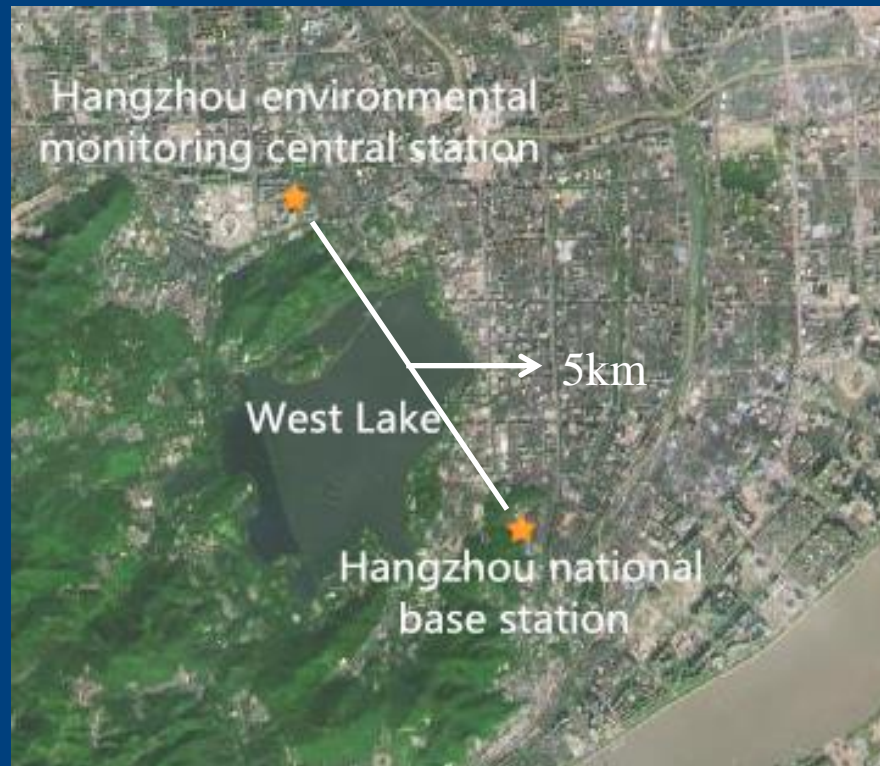 Hangzhou environmental
monitoring central station
5km
West Lake
Hangzhou national
base station